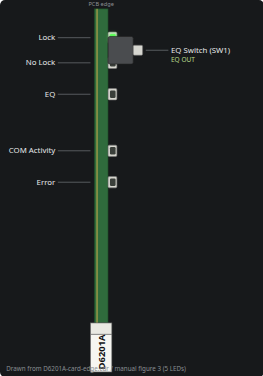 PCB edge
Lock
No Lock
EQ
COM Activity
Error
EQ Switch (SW1)
EQ OUT
D6201A
Drawn from D6201A-card-edge manual figure 3 (5 LEDs)